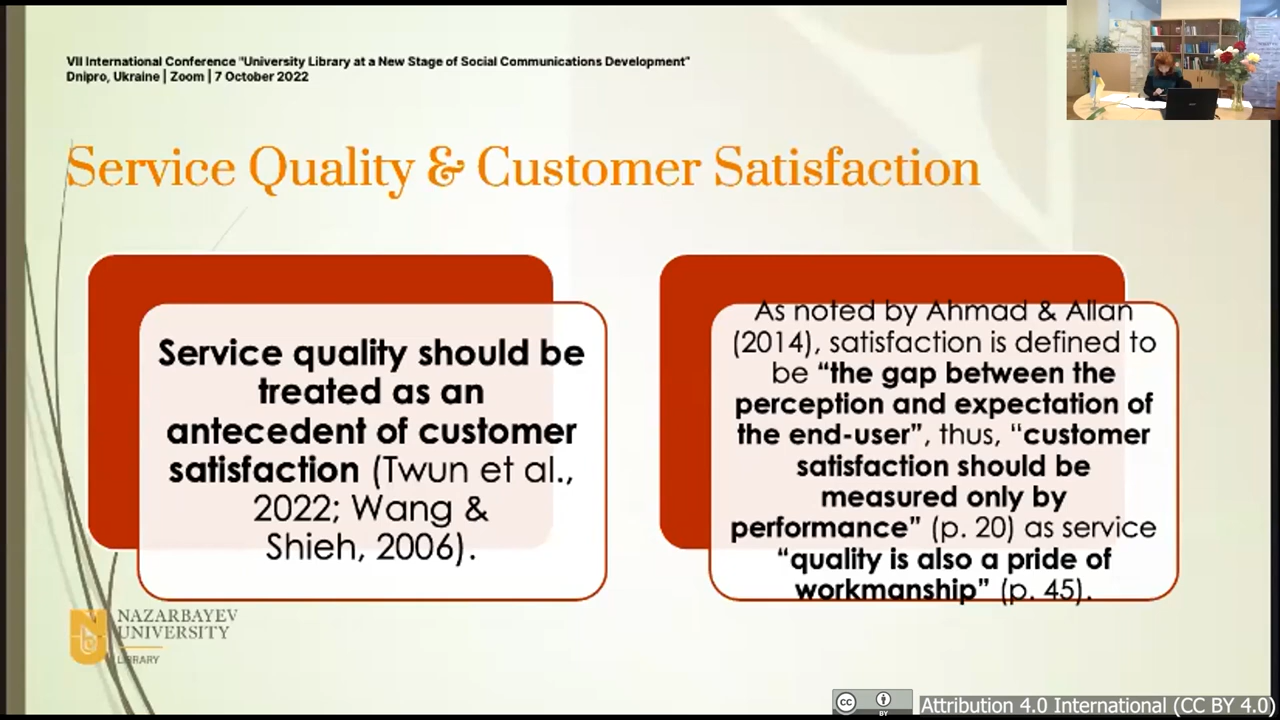 VII International Conference "University Library at a New Stage of Social Communications Development"
Dnipro, Ukraine | Zoom | 7 October 2022
Service Quality & Customer Satisfaction
Service quality should be
treated as an
antecedent of customer
satisfaction (Twun et al.,
2022; Wang &
Shieh, 2006).
As noted by Ahmad & Allan
(2014), satisfaction is defined to
be “the gap between the
perception and expectation of
the end-user”, thus, “customer
satisfaction should be
measured only by
performance” (p. 20) as service
“quality is also a pride of
workmanship” (p. 45).
NAZARBAYEV
UNIVERSITY
LIBRARY
cc
BY
Attribution 4.0 International (CC BY 4.0)